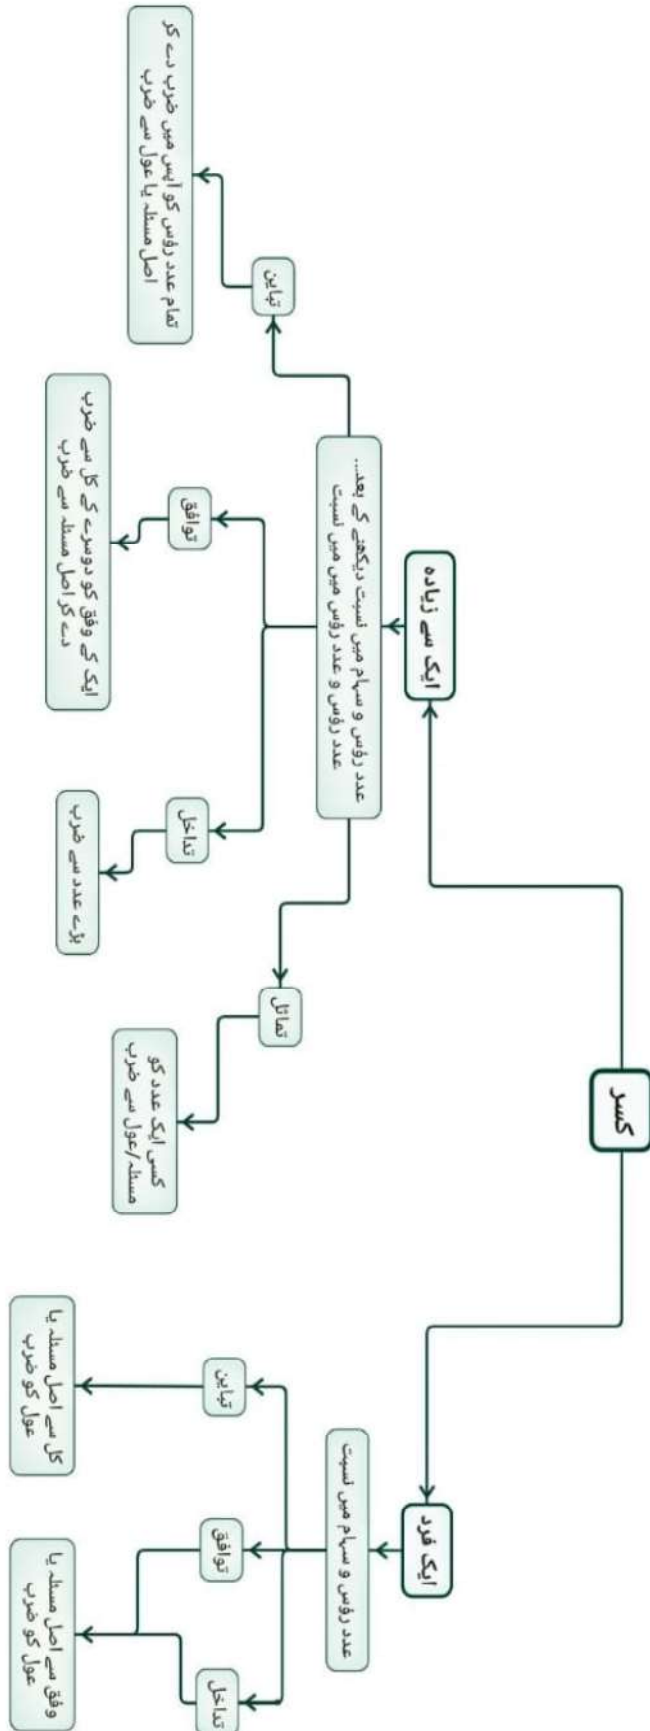 کسر
ایک فرد
عدد رؤس و سہام میں نسبت
تداخل
توافق
تباین
وفق سے اصل مسئلہ یا
عول کو ضرب
کل سے اصل مسئلہ یا
عول کو ضرب
ایک سے زیادہ
عدد رؤس و سہام میں نسبت دیکھنے کے بعد...
عدد رؤس و عدد رؤس میں میں نسبت
تماثل
کسی ایک عدد کو
مسئلہ/عول سے ضرب
تداخل
بڑے عدد سے ضرب
توافق
ایک کے وفق کو دوسرے کے کل سے ضرب
دے کر اصل مسئلہ سے ضرب
تباین
تمام عدد رؤس کو آپس میں ضرب دے کر
اصل مسئلہ یا عول سے ضرب